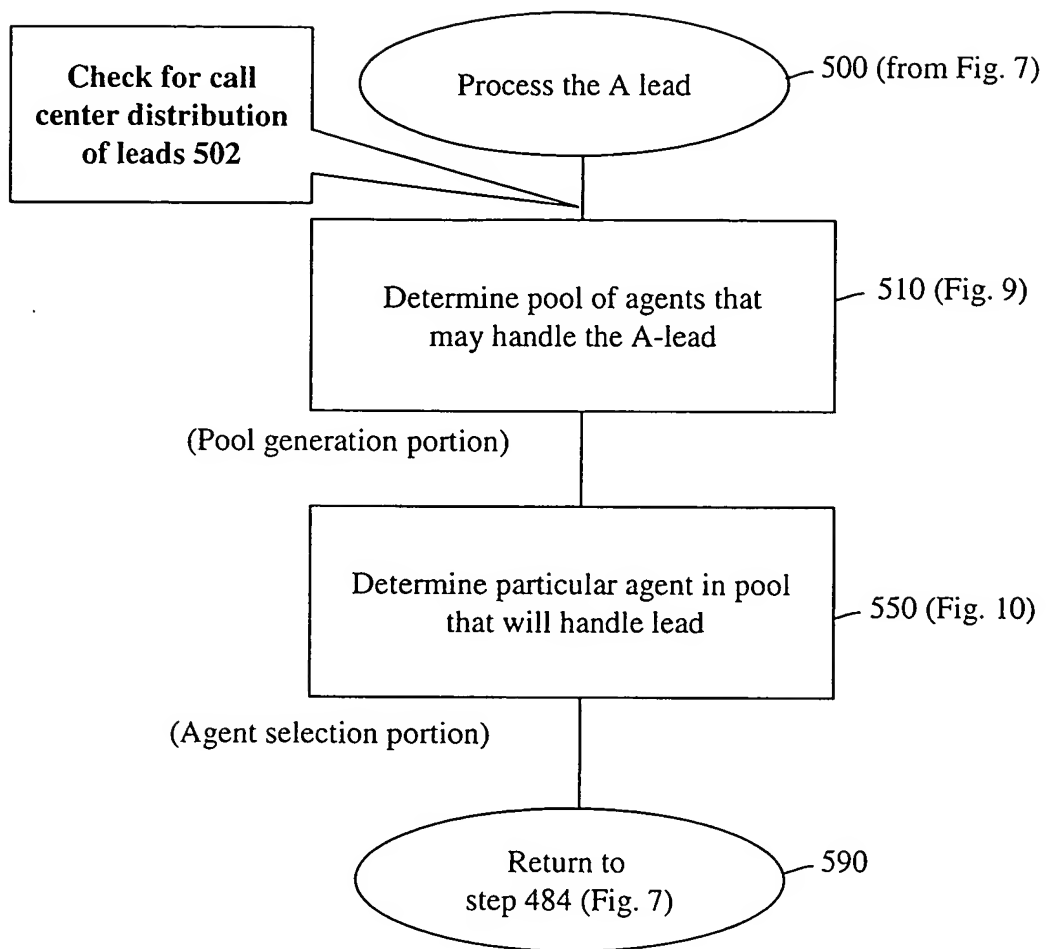 Check for call
center distribution
of leads 502
Process the A lead
500 (from Fig. 7)
Determine pool of agents that
may handle the A-lead
510 (Fig. 9)
(Pool generation portion)
Determine particular agent in pool
that will handle lead
550 (Fig. 10)
(Agent selection portion)
Return to
step 484 (Fig. 7)
590